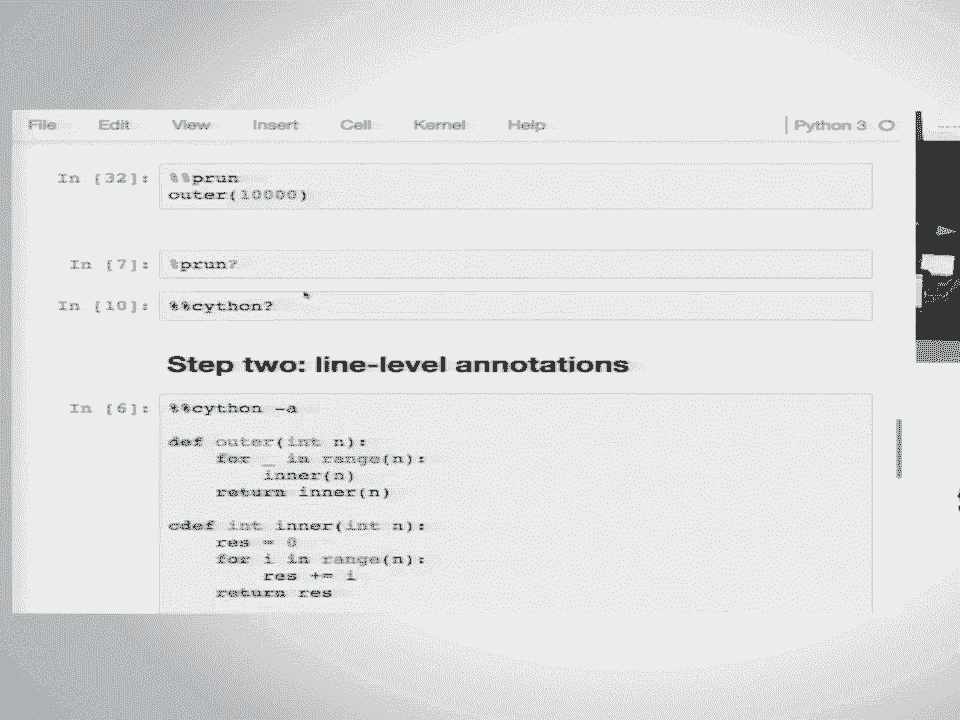 File Edit View Insert Cell Kernel Help Python 3
In [32]: %%prun
outer(10000)
In [7]: %prun?
In [10]: %%cython?
Step two: line-level annotations
In [6]: %%cython -a
def outer(int n):
for _ in range(n):
inner(n)
return inner(n)
cdef int inner(int n):
res = 0
for i in range(n):
res += i
return res